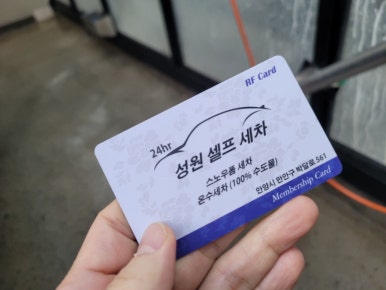 RF Card
24hr
성원 셀프 세차
스노우폼 세차
온수세차 (100% 수도물)
안양시 만안구 박달로 561
Membership Card